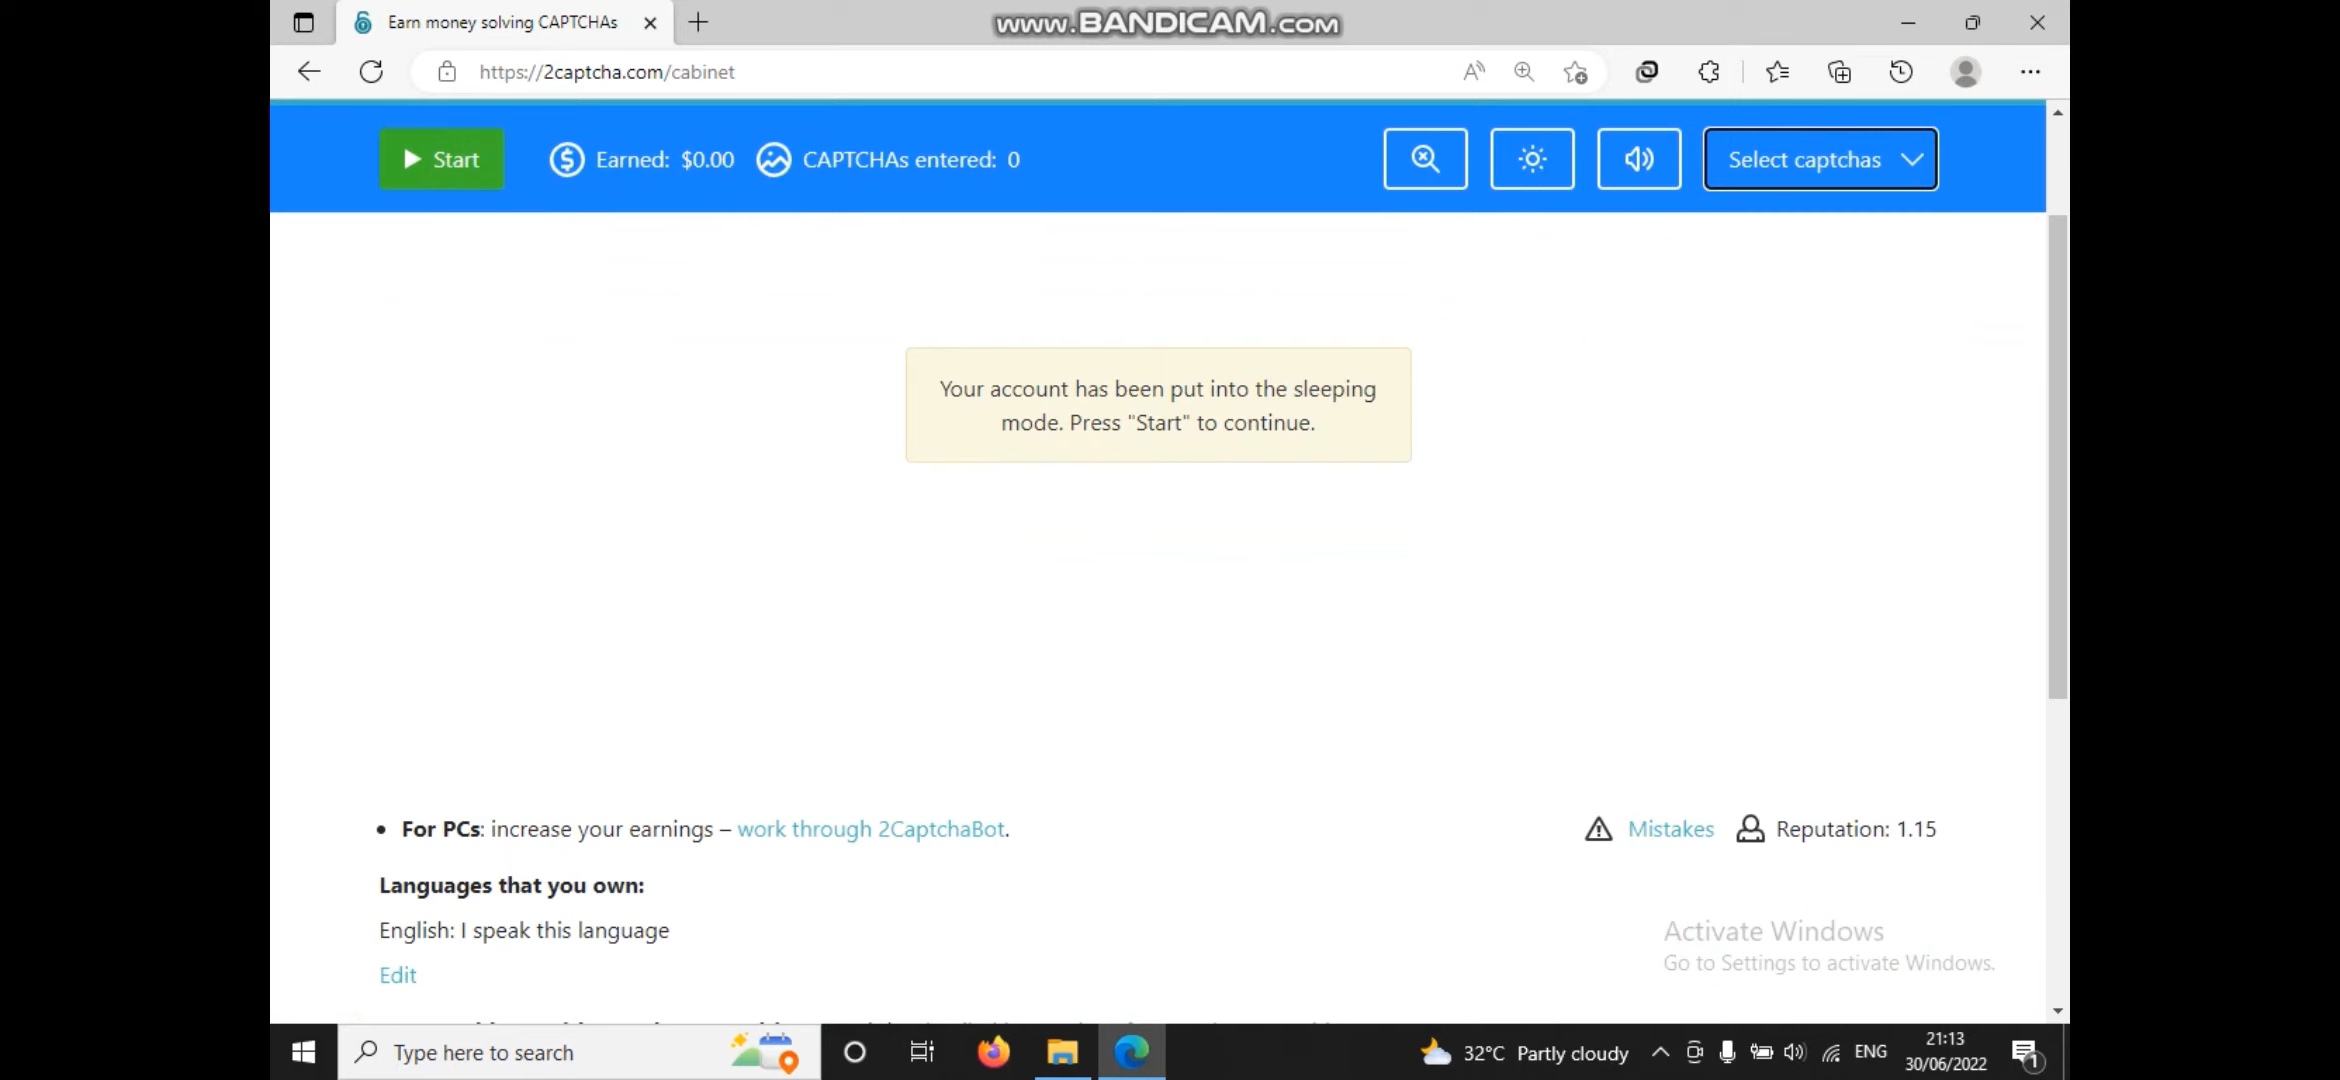 Earn money solving CAPTCHAs
www.BANDICAM.com
https://2captcha.com/cabinet
Start
Earned: $0.00
CAPTCHAs entered: 0
Select captchas
Your account has been put into the sleeping
mode. Press "Start" to continue.
• For PCs: increase your earnings – work through 2CaptchaBot.
Mistakes
Reputation: 1.15
Languages that you own:
English: I speak this language
Edit
Activate Windows
Go to Settings to activate Windows.
Type here to search
32°C Partly cloudy
ENG
21:13
30/06/2022
1